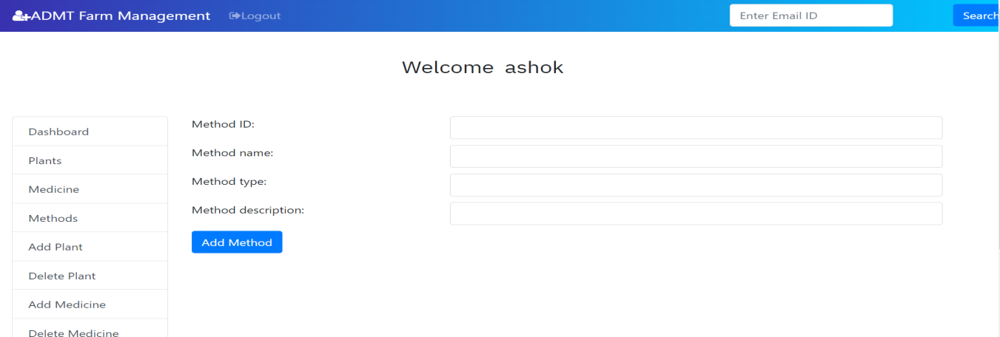 ADMT Farm Management Logout Enter Email ID Search
Welcome ashok
Dashboard
Plants
Medicine
Methods
Add Plant
Delete Plant
Add Medicine
Delete Medicine
Method ID:
Method name:
Method type:
Method description:
Add Method